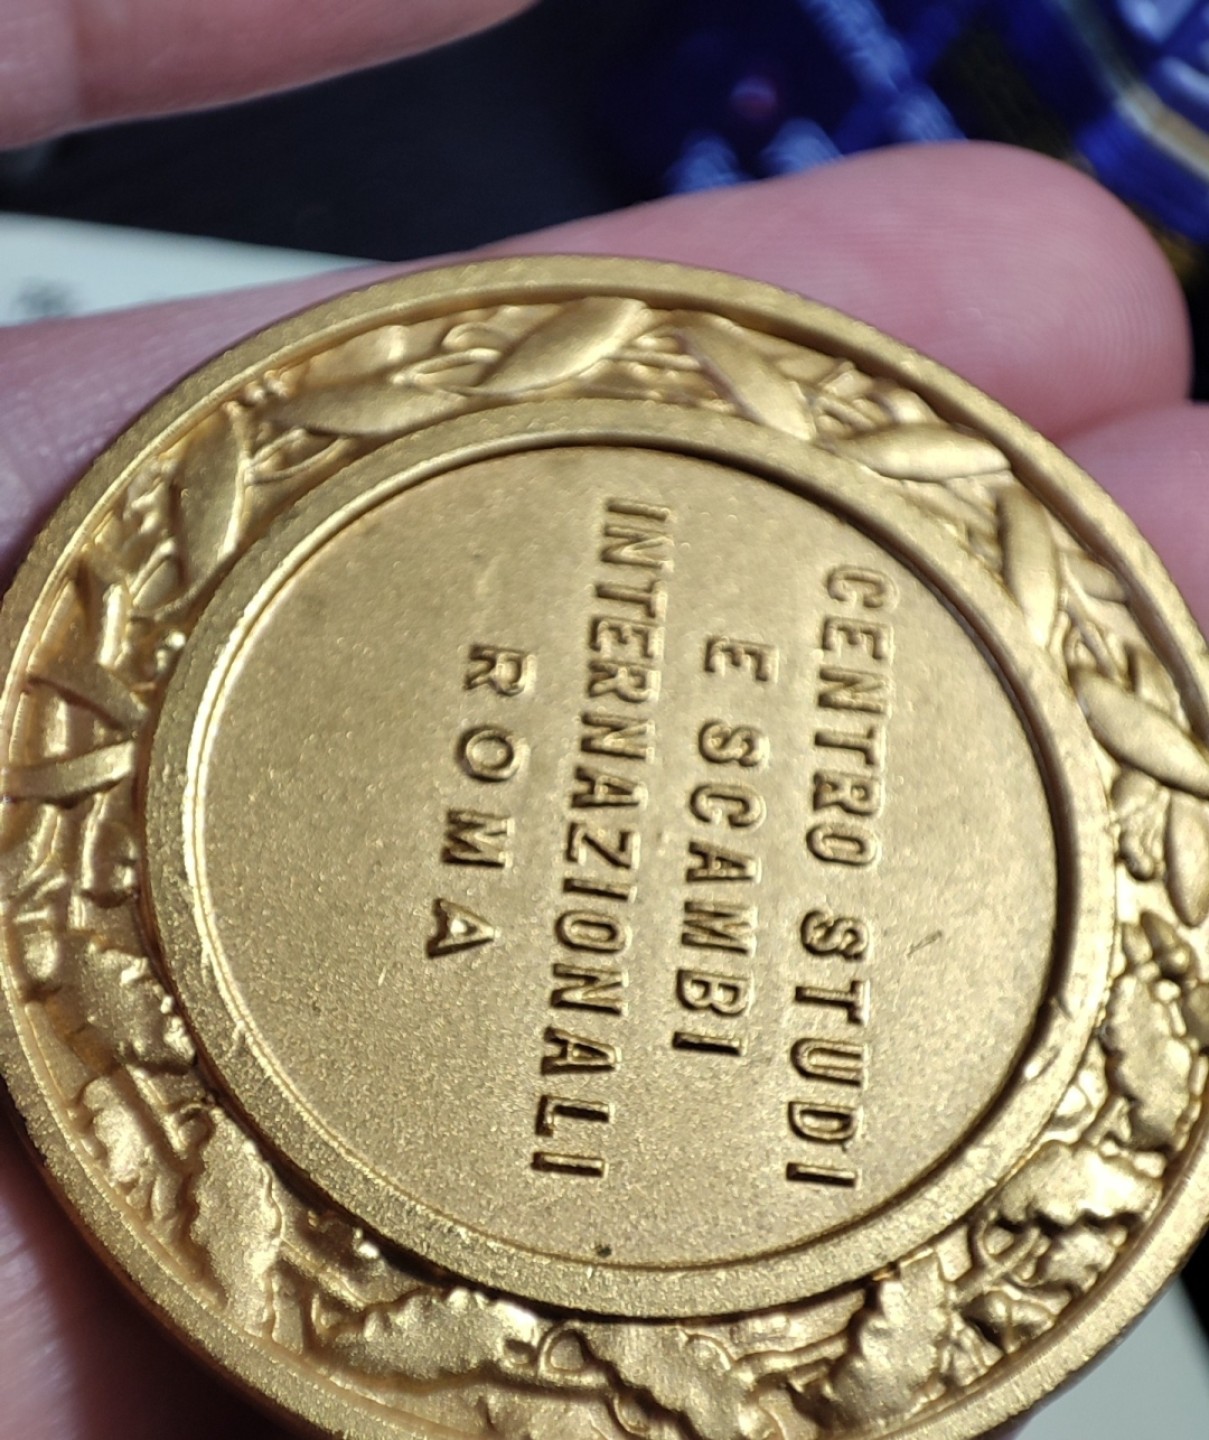 CENTRO STUDI
E SCAMBI
INTERNAZIONALI
ROMA